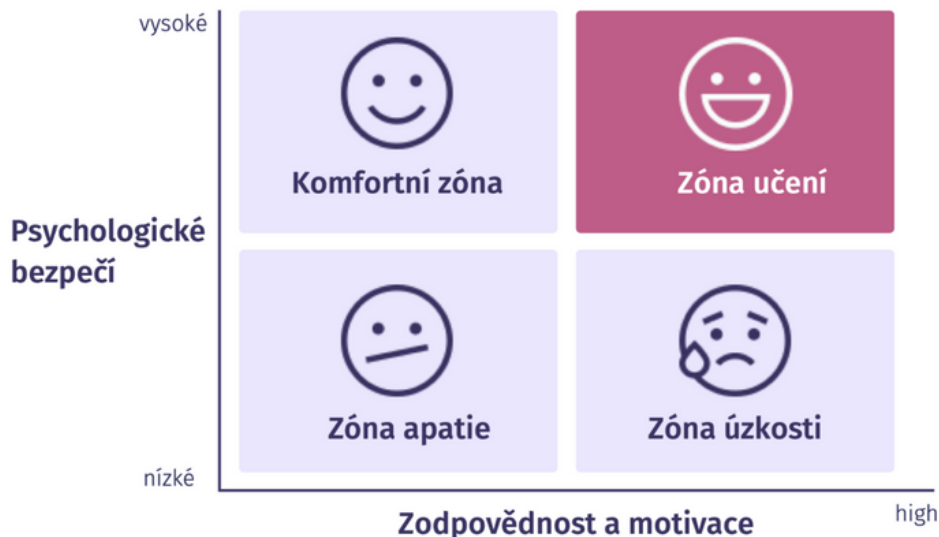 vysoké
Komfortní zóna
Zóna učení
Psychologické
bezpečí
Zóna apatie
Zóna úzkosti
nízké
Zodpovědnost a motivace
high